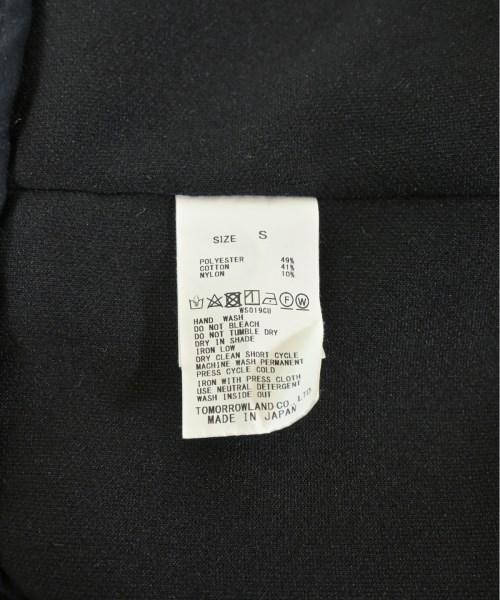 SIZE S
POLYESTER 49%
COTTON 41%
NYLON 10%
F W
WS019CU
HAND WASH
DO NOT BLEACH
DO NOT TUMBLE DRY
DRY IN SHADE
IRON LOW
DRY CLEAN SHORT CYCLE
MACHINE WASH PERMANENT
PRESS CYCLE COLD
IRON WITH PRESS CLOTH
USE NEUTRAL DETERGENT
WASH INSIDE OUT
TOMORROWLAND CO., LTD
MADE IN JAPAN